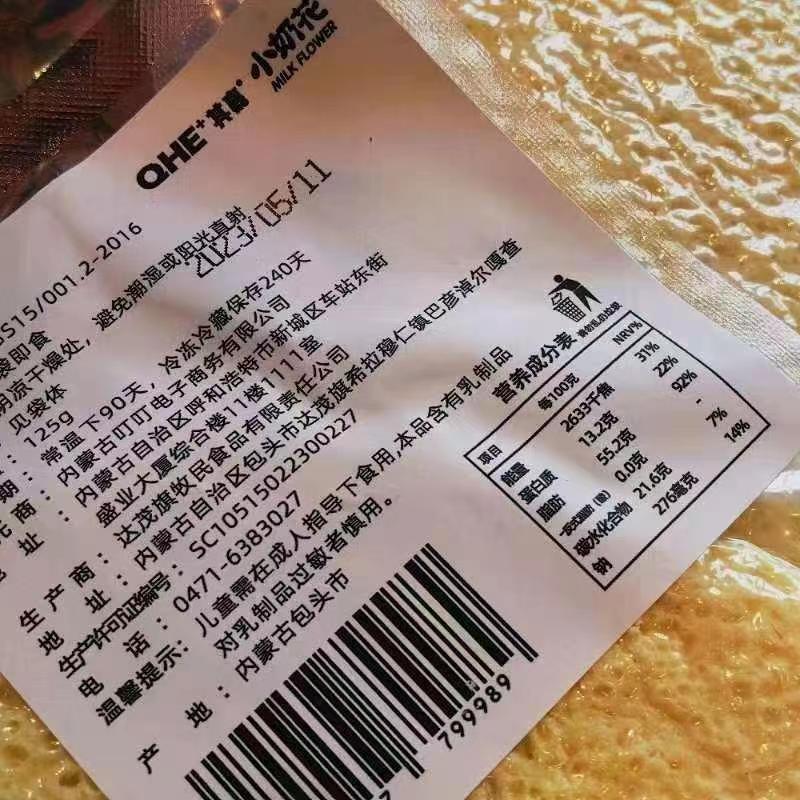 小奶花
MILK FLOWER
QHE+其赫
2023/05/11
S15/001.2-2016
袋即食
阴凉干燥处，避免潮湿或阳光直射
见袋体
：125g
期：常温下90天，冷冻冷藏保存240天
托商：内蒙古叮叮电子商务有限公司
地 址：内蒙古自治区呼和浩特市新城区车站东街
盛业大厦综合楼11楼1111室
生产商：达茂旗牧民食品有限责任公司
地 址：内蒙古自治区包头市达茂旗希拉穆仁镇巴彦淖尔嘎查
生产许可证编号：SC10515022300227
电 话：0471-6383027
温馨提示：儿童需在成人指导下食用,本品含有乳制品
对乳制品过敏者慎用。
产 地：内蒙古包头市
799989
营养成分表
项目 每100克 NRV%
能量 2633千焦 31%
蛋白质 13.2克 22%
脂肪 55.2克 92%
0.0克 -
碳水化合物 21.6克 7%
钠 276毫克 14%